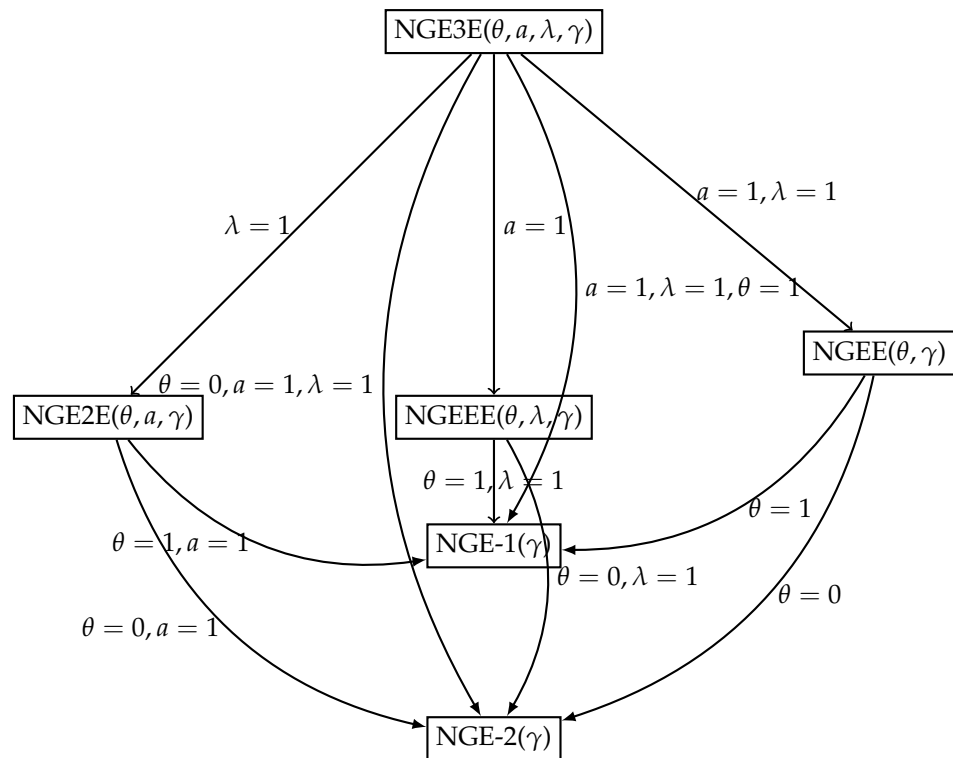 NGE3E(θ, a, λ, γ)
a = 1, λ = 1
λ = 1
a = 1
a = 1, λ = 1, θ = 1
NGEE(θ, γ)
θ = 0, a = 1, λ = 1
NGE2E(θ, a, γ)
NGEEE(θ, λ, γ)
θ = 1, λ = 1
θ = 1
θ = 1, a = 1
NGE-1(γ)
θ = 0, λ = 1
θ = 0
θ = 0, a = 1
NGE-2(γ)